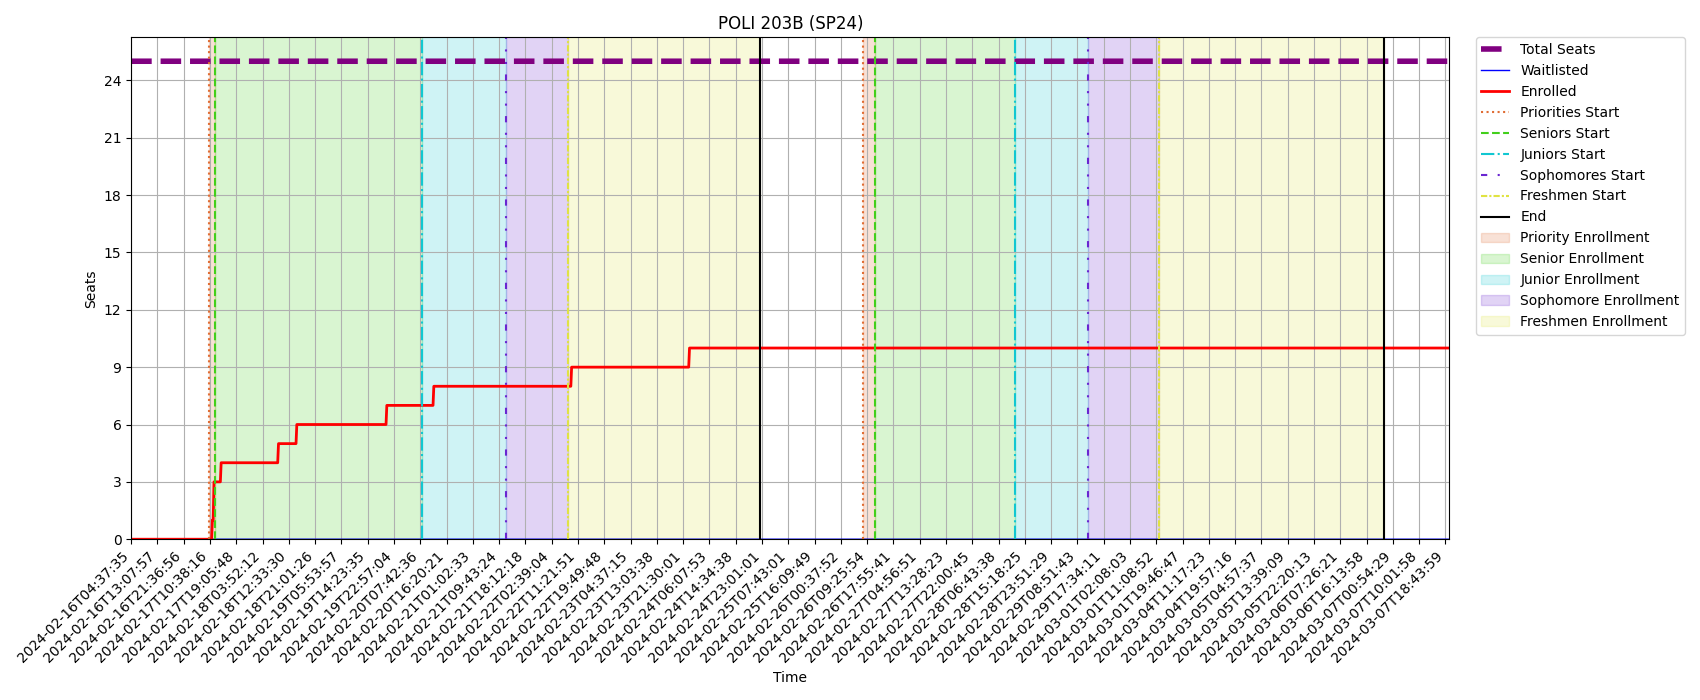 POLI 203B (SP24)
Seats
24
21
18
15
12
9
6
3
0
2024-02-16T04:37:35
2024-02-16T13:07:57
2024-02-16T21:36:56
2024-02-17T10:38:16
2024-02-17T19:05:48
2024-02-18T03:52:12
2024-02-18T12:33:30
2024-02-18T21:01:26
2024-02-19T05:53:57
2024-02-19T14:23:35
2024-02-19T22:57:04
2024-02-20T07:42:36
2024-02-20T16:20:21
2024-02-21T01:02:33
2024-02-21T09:43:24
2024-02-21T18:12:18
2024-02-22T02:39:04
2024-02-22T11:21:51
2024-02-22T19:49:48
2024-02-23T04:37:15
2024-02-23T13:03:38
2024-02-23T21:30:01
2024-02-24T06:07:53
2024-02-24T14:34:38
2024-02-24T23:01:01
2024-02-25T07:43:01
2024-02-25T16:09:49
2024-02-26T00:37:52
2024-02-26T09:25:54
2024-02-26T17:55:41
2024-02-27T04:56:51
2024-02-27T13:28:23
2024-02-27T22:00:45
2024-02-28T06:43:38
2024-02-28T15:18:25
2024-02-28T23:51:29
2024-02-29T08:51:43
2024-02-29T17:34:11
2024-03-01T02:08:03
2024-03-01T11:08:52
2024-03-01T19:46:47
2024-03-04T11:17:23
2024-03-04T19:57:16
2024-03-05T04:57:37
2024-03-05T13:39:09
2024-03-05T22:20:13
2024-03-06T07:26:21
2024-03-06T16:13:58
2024-03-07T00:54:29
2024-03-07T10:01:58
2024-03-07T18:43:59
Time
Total Seats
Waitlisted
Enrolled
Priorities Start
Seniors Start
Juniors Start
Sophomores Start
Freshmen Start
End
Priority Enrollment
Senior Enrollment
Junior Enrollment
Sophomore Enrollment
Freshmen Enrollment